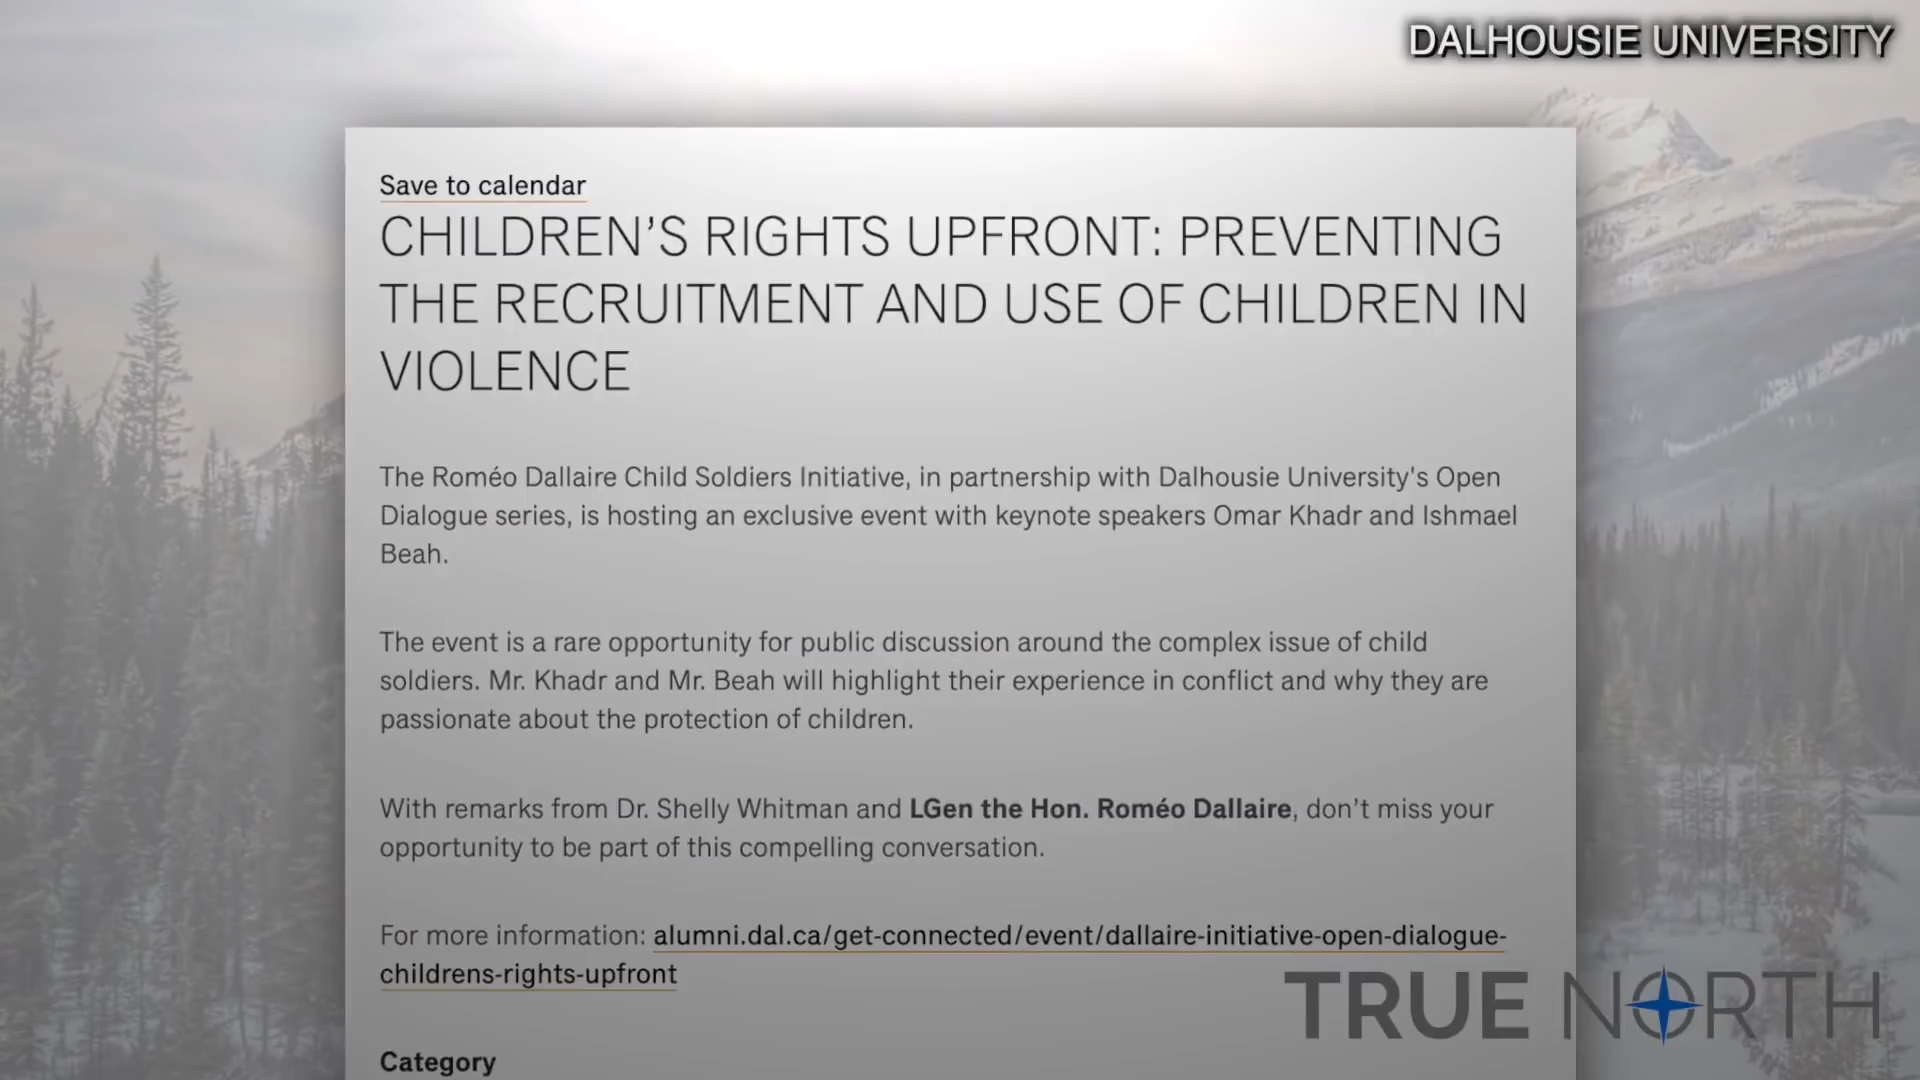 DALHOUSIE UNIVERSITY
Save to calendar
CHILDREN’S RIGHTS UPFRONT: PREVENTING
THE RECRUITMENT AND USE OF CHILDREN IN
VIOLENCE
The Roméo Dallaire Child Soldiers Initiative, in partnership with Dalhousie University's Open
Dialogue series, is hosting an exclusive event with keynote speakers Omar Khadr and Ishmael
Beah.
The event is a rare opportunity for public discussion around the complex issue of child
soldiers. Mr. Khadr and Mr. Beah will highlight their experience in conflict and why they are
passionate about the protection of children.
With remarks from Dr. Shelly Whitman and LGen the Hon. Roméo Dallaire, don’t miss your
opportunity to be part of this compelling conversation.
For more information: alumni.dal.ca/get-connected/event/dallaire-initiative-open-dialogue-
childrens-rights-upfront
TRUE NORTH
Category